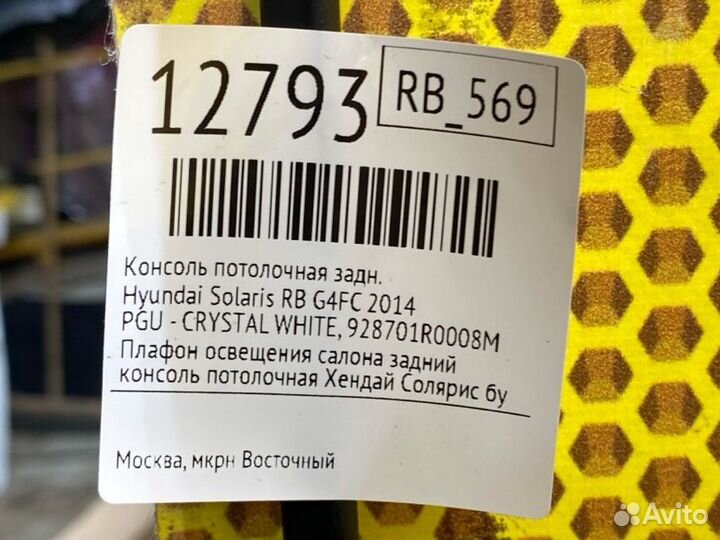 12793
RB_569
Консоль потолочная задн.
Hyundai Solaris RB G4FC 2014
PGU - CRYSTAL WHITE, 928701R0008M
Плафон освещения салона задний
консоль потолочная Хендай Солярис бу
Москва, мкрн Восточный
Avito